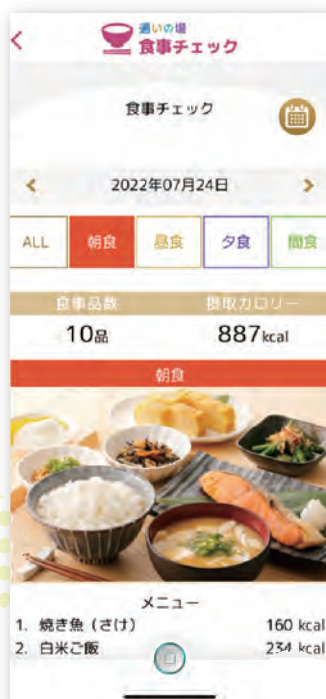 通いの場
食事チェック
食事チェック
2022年07月24日
ALL 朝食 昼食 夕食 間食
食事品数 摂取カロリー
10品 887kcal
朝食
メニュー
1. 焼き魚（さけ） 160 kcal
2. 白米ご飯 234 kcal